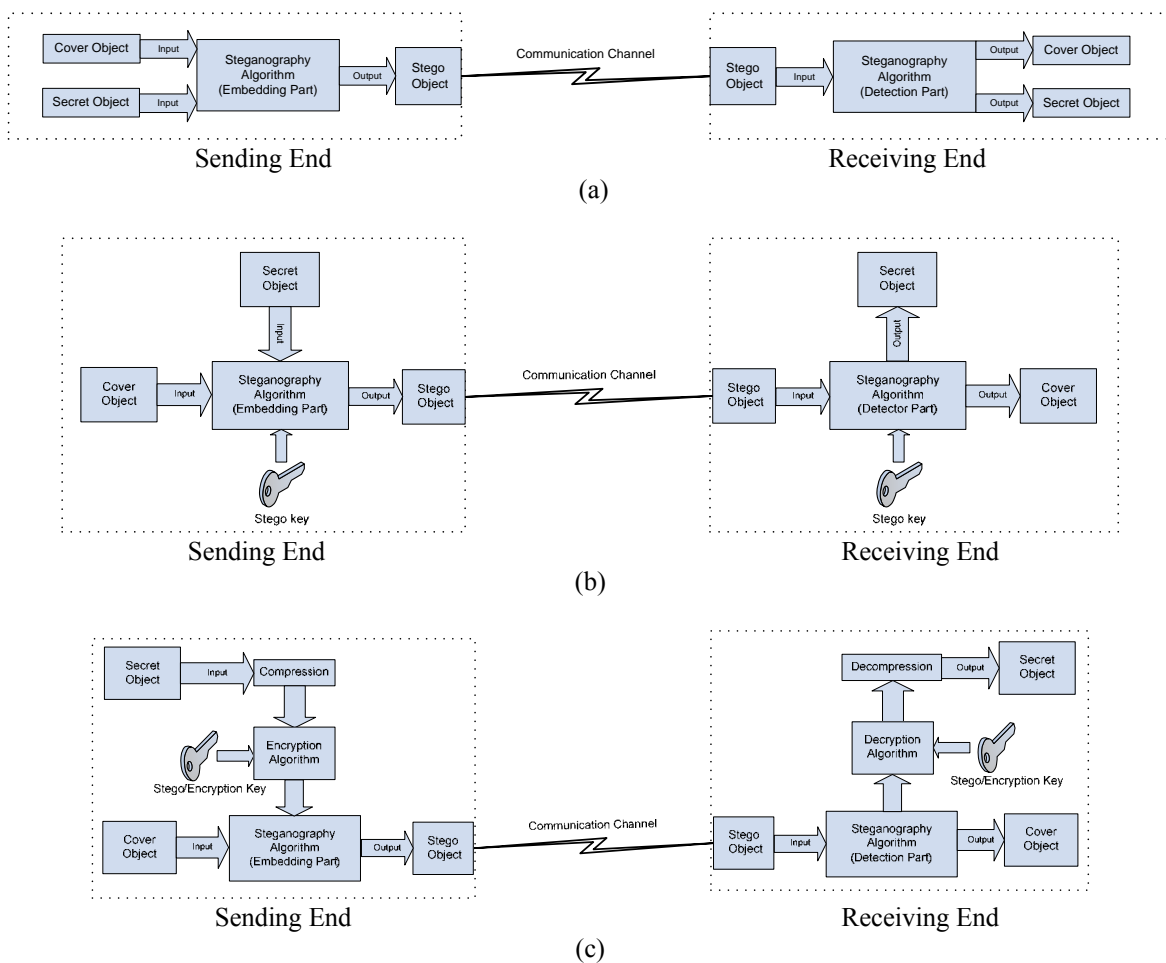 Cover Object
Input
Steganography
Algorithm
(Embedding Part)
Output
Stego
Object
Secret Object
Input
Communication Channel
Stego
Object
Input
Steganography
Algorithm
(Detection Part)
Output
Cover Object
Output
Secret Object
Sending End
Receiving End
(a)
Secret
Object
Input
Cover
Object
Input
Steganography
Algorithm
(Embedding Part)
Output
Stego
Object
Stego key
Communication Channel
Secret
Object
Output
Stego
Object
Input
Steganography
Algorithm
(Detector Part)
Output
Cover
Object
Stego key
Sending End
Receiving End
(b)
Secret
Object
Input
Compression
Encryption
Algorithm
Stego/Encryption Key
Cover
Object
Input
Steganography
Algorithm
(Embedding Part)
Output
Stego
Object
Communication Channel
Decompression
Output
Secret
Object
Decryption
Algorithm
Stego/Encryption Key
Stego
Object
Input
Steganography
Algorithm
(Detection Part)
Output
Cover
Object
Sending End
Receiving End
(c)